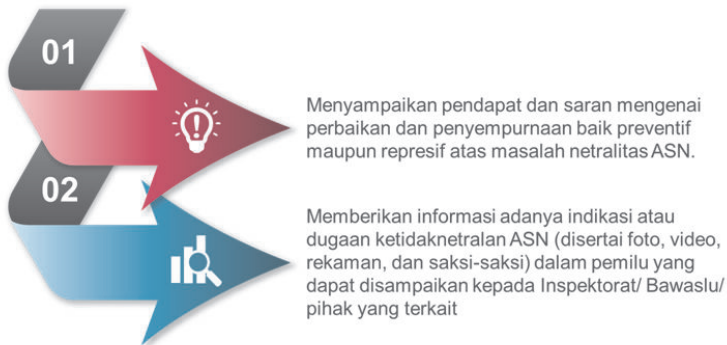 01
Menyampaikan pendapat dan saran mengenai
perbaikan dan penyempurnaan baik preventif
maupun represif atas masalah netralitas ASN.
02
Memberikan informasi adanya indikasi atau
dugaan ketidaknetralan ASN (disertai foto, video,
rekaman, dan saksi-saksi) dalam pemilu yang
dapat disampaikan kepada Inspektorat/ Bawaslu/
pihak yang terkait